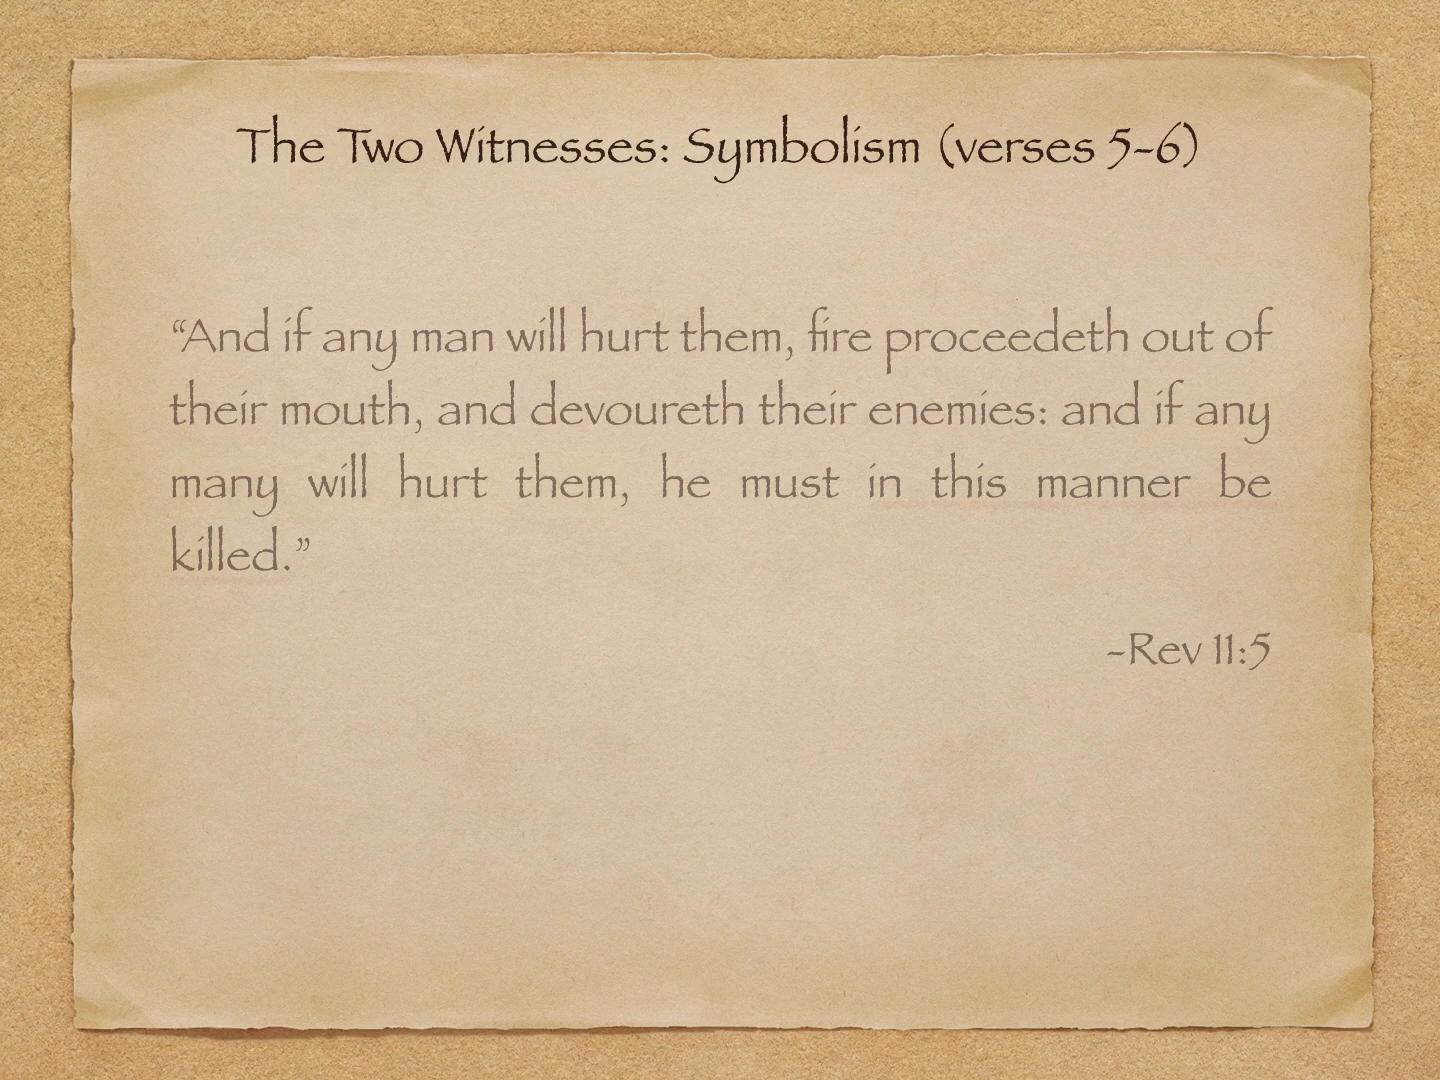 The Two Witnesses: Symbolism (verses 5-6)
“And if any man will hurt them, fire proceedeth out of
their mouth, and devoureth their enemies: and if any
many will hurt them, he must in this manner be
killed.”
-Rev 11:5